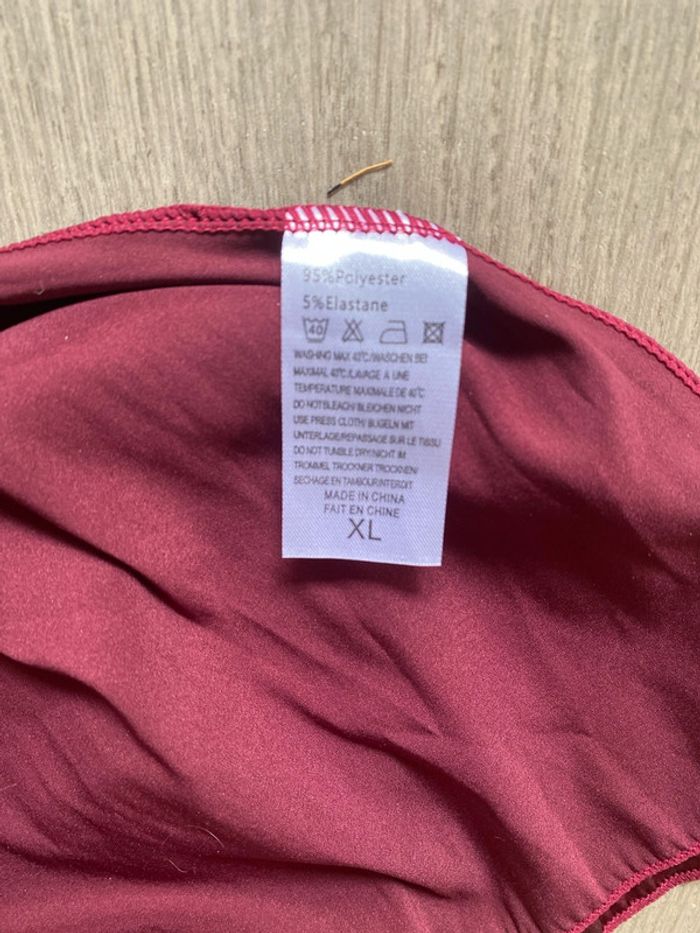 95%Polyester
5%Elastane
40
WASHING MAX 40℃/WASCHEN BEI
MAXIMAL 40℃/LAVAGE A UNE
TEMPERATURE MAXIMALE DE 40℃
DO NOT BLEACH/ BLEICHEN NICHT
USE PRESS CLOTH/ BUGELN MIT
UNTERLAGE/REPASSAGE SUR LE TISSU
DO NOT TUMBLE DRY/NICHT IM
TROMMEL TROCKNER TROCKNEN/
SECHAGE EN TAMBOUR INTERDIT
MADE IN CHINA
FAIT EN CHINE
XL